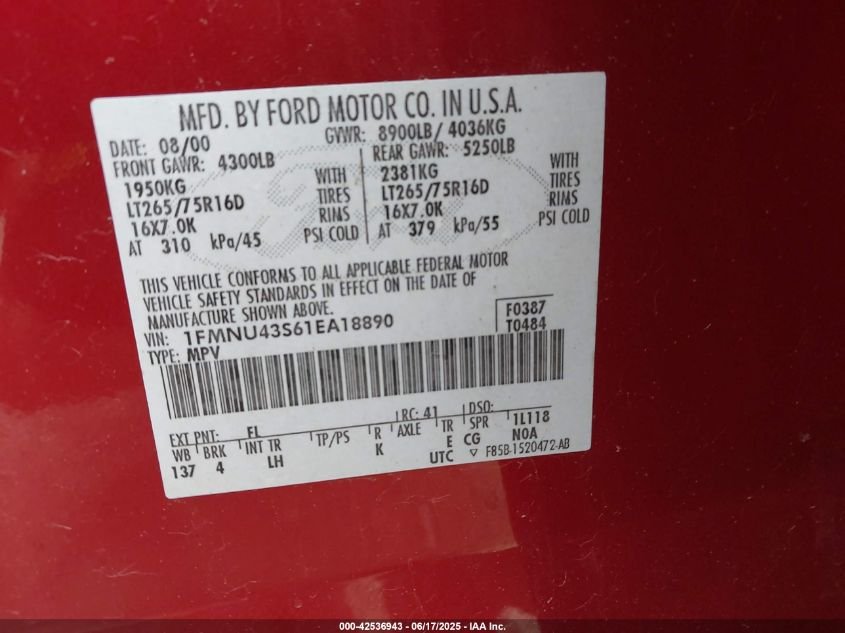 MFD. BY FORD MOTOR CO. IN U.S.A.
DATE: 08/00 GVWR: 8900LB/ 4036KG
FRONT GAWR: 4300LB REAR GAWR: 5250LB
1950KG WITH 2381KG WITH
LT265/75R16D TIRES LT265/75R16D TIRES
16X7.0K RIMS 16X7.0K RIMS
AT 310 kPa/45 PSI COLD AT 379 kPa/55 PSI COLD
THIS VEHICLE CONFORMS TO ALL APPLICABLE FEDERAL MOTOR
VEHICLE SAFETY STANDARDS IN EFFECT ON THE DATE OF
MANUFACTURE SHOWN ABOVE.
VIN: 1FMNU43S61EA18890 F0387
TYPE: MPV T0484
EXT PNT: FL RC: 41 DSO:
WB BRK INT TR TP/PS R AXLE TR SPR 1L118
137 4 LH K E CG N0A
UTC F85B-1520472-AB
000-42536943 / 06/17/2025 - IAA Inc.